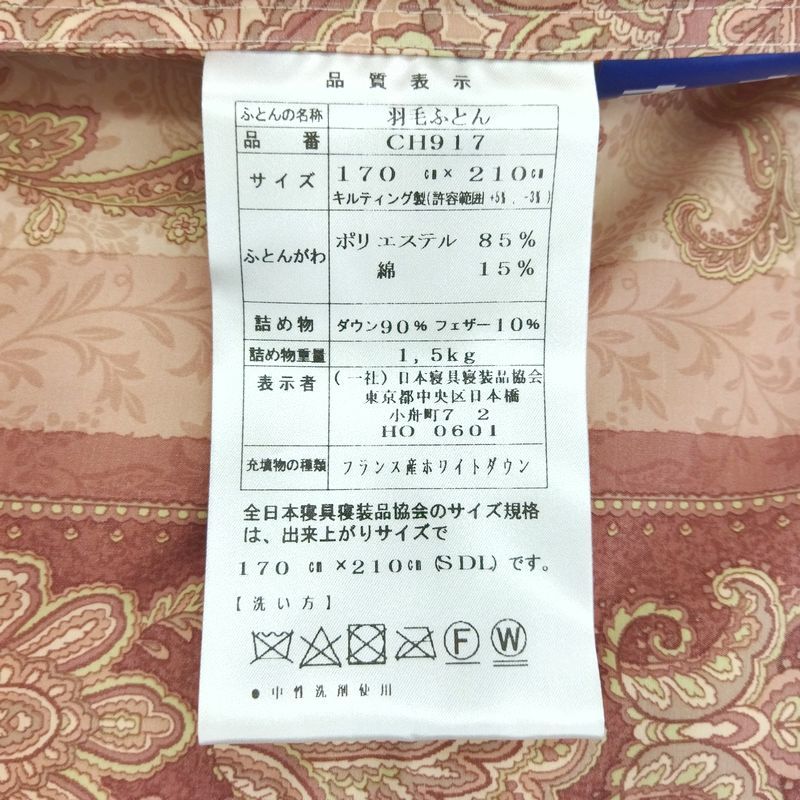 品質表示
ふとんの名称 羽毛ふとん
品番 CH917
サイズ 170 cm× 210cm
キルティング製(許容範囲 +5%, -3%)
ふとんがわ ポリエステル 85%
綿 15%
詰め物 ダウン90% フェザー10%
詰め物重量 1,5kg
表示者 (一社)日本寝具寝装品協会
東京都中央区日本橋
小舟町7 2
HO 0601
充填物の種類 フランス産ホワイトダウン
全日本寝具寝装品協会のサイズ規格
は、出来上がりサイズで
170 cm ×210cm (SDL) です。
【洗い方】
F W
● 中性洗剤使用